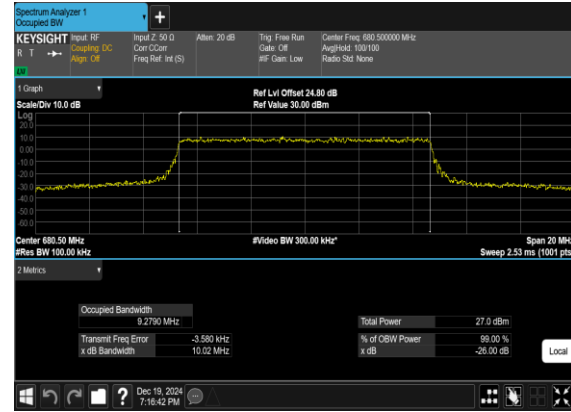 Spectrum Analyzer 1
Occupied BW
+
KEYSIGHT Input: RF Input Z: 50 Ω Atten: 20 dB Trig: Free Run Center Freq: 680.500000 MHz
R T Coupling: DC Corr CCorr Gate: Off Avg|Hold: 100/100
Align: Off Freq Ref: Int (S) #IF Gain: Low Radio Std: None
LV
1 Graph Ref Lvl Offset 24.80 dB
Scale/Div 10.0 dB Ref Value 30.00 dBm
Log
20.0
10.0
0.00
-10.0
-20.0
-30.0
-40.0
-50.0
-60.0
Center 680.50 MHz #Video BW 300.00 kHz* Span 20 MHz
#Res BW 100.00 kHz Sweep 2.53 ms (1001 pts)
2 Metrics
Occupied Bandwidth
9.2790 MHz Total Power 27.0 dBm
Transmit Freq Error -3.580 kHz % of OBW Power 99.00 %
x dB Bandwidth 10.02 MHz x dB -26.00 dB
Local
? Dec 19, 2024
7:16:42 PM